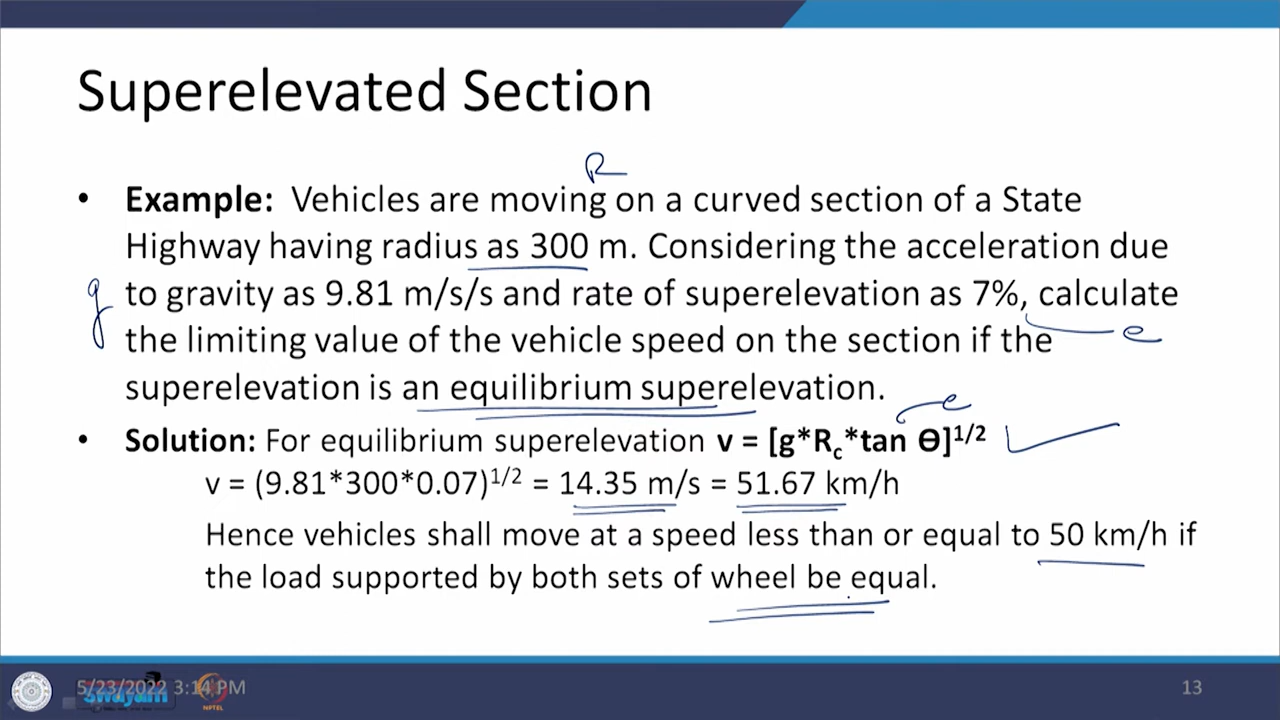 Superelevated Section
R
• Example: Vehicles are moving on a curved section of a State
Highway having radius as 300 m. Considering the acceleration due
g
to gravity as 9.81 m/s/s and rate of superelevation as 7%, calculate
e
the limiting value of the vehicle speed on the section if the
superelevation is an equilibrium superelevation.
e
• Solution: For equilibrium superelevation v = [g*Rc*tan Ɵ]1/2
v = (9.81*300*0.07)1/2 = 14.35 m/s = 51.67 km/h
Hence vehicles shall move at a speed less than or equal to 50 km/h if
the load supported by both sets of wheel be equal.
5/23/2022 3:14 PM
swayam
NPTEL
13